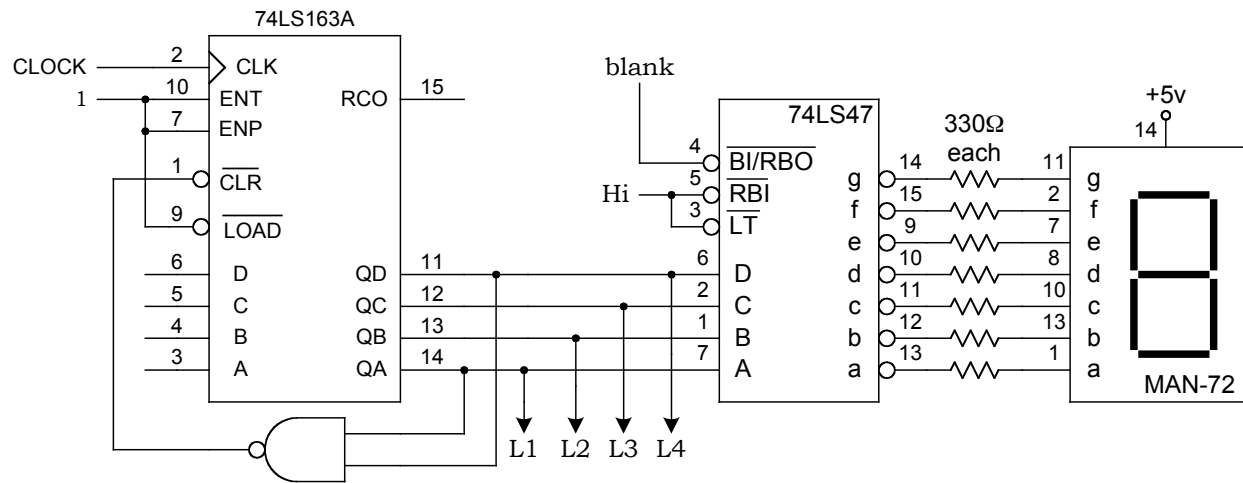 74LS163A
CLOCK
1
2
10
7
1
9
6
5
4
3
CLK
ENT
ENP
CLR
LOAD
D
C
B
A
RCO
QD
QC
QB
QA
15
11
12
13
14
L1 L2 L3 L4
blank
Hi
74LS47
4
5
3
6
2
1
7
BI/RBO
RBI
LT
D
C
B
A
g
f
e
d
c
b
a
14
15
9
10
11
12
13
330Ω
each
+5v
14
11
2
7
8
10
13
1
g
f
e
d
c
b
a
MAN-72